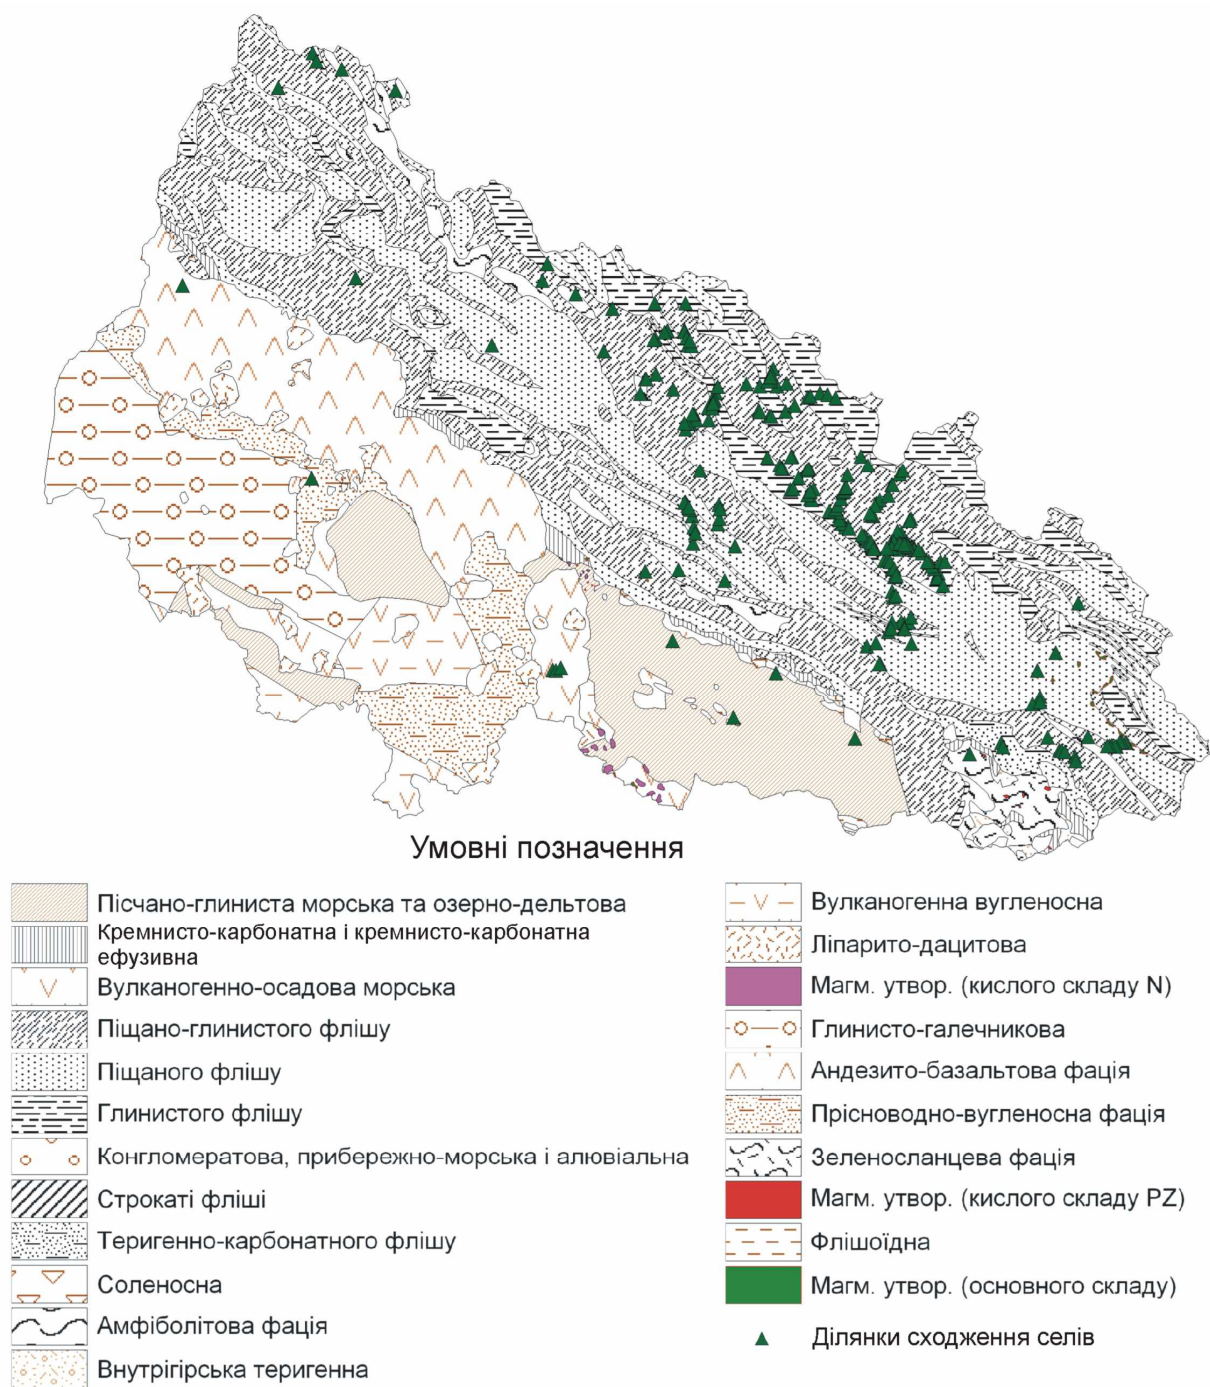 Умовні позначення
Пісчано-глиниста морська та озерно-дельтова
Кремнисто-карбонатна і кремнисто-карбонатна
ефузивна
Вулканогенно-осадова морська
Піщано-глинистого флішу
Піщаного флішу
Глинистого флішу
Конгломератова, прибережно-морська і алювіальна
Строкаті фліші
Теригенно-карбонатного флішу
Соленосна
Амфіболітова фація
Внутрігірська теригенна
Вулканогенна вугленосна
Ліпарито-дацитова
Магм. утвор. (кислого складу N)
Глинисто-галечникова
Андезито-базальтова фація
Прісноводно-вугленосна фація
Зеленосланцева фація
Магм. утвор. (кислого складу PZ)
Флішоїдна
Магм. утвор. (основного складу)
Ділянки сходження селів